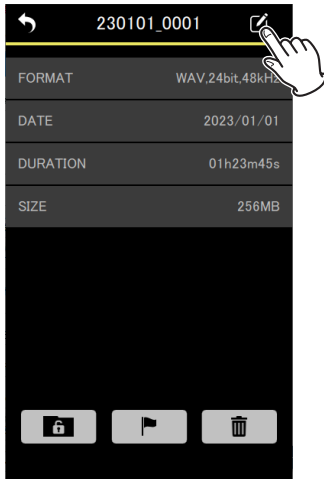 230101_0001
FORMAT WAV,24bit,48kHz
DATE 2023/01/01
DURATION 01h23m45s
SIZE 256MB